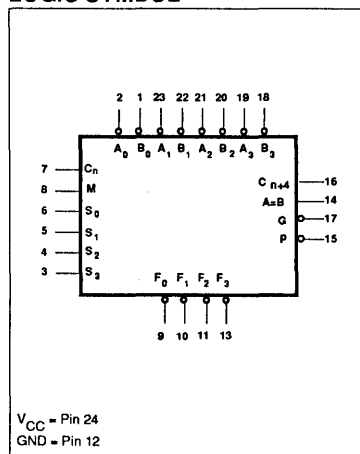 2 1 23 22 21 20 19 18
A0 B0 A1 B1 A2 B2 A3 B3
7 Cn
8 M
6 S0
5 S1
4 S2
3 S3
Cn+4 16
A=B 14
G 17
P 15
F0 F1 F2 F3
9 10 11 13
VCC = Pin 24
GND = Pin 12